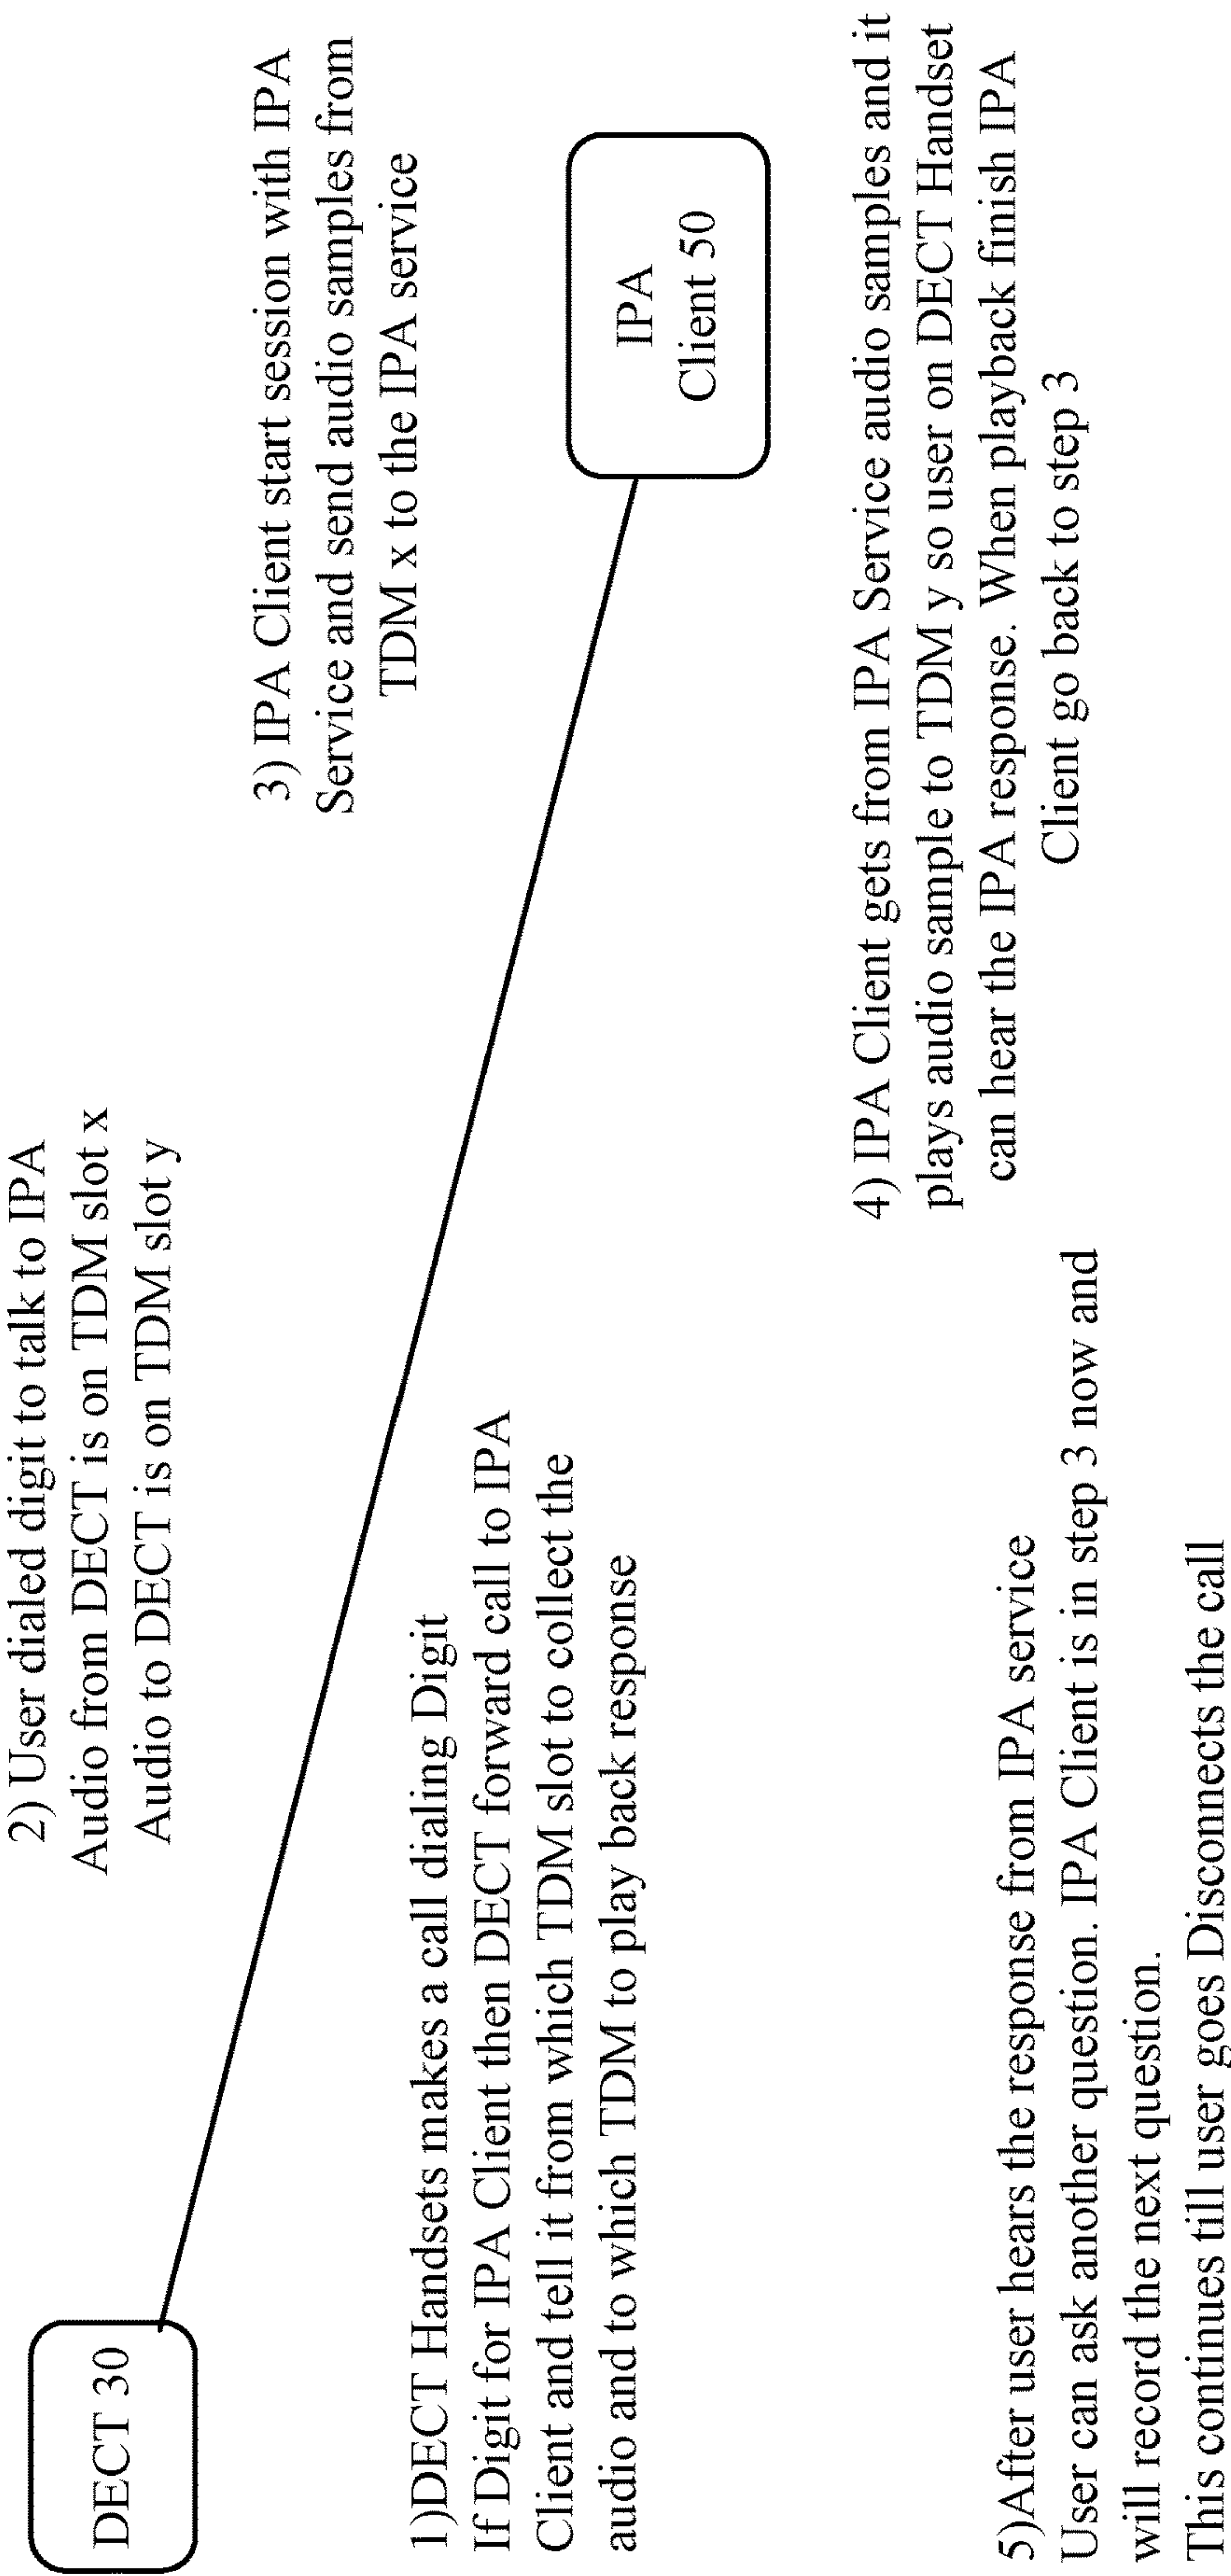 DECT 30
1)DECT Handsets makes a call dialing Digit
If Digit for IPA Client then DECT forward call to IPA
Client and tell it from which TDM slot to collect the
audio and to which TDM to play back response
2) User dialed digit to talk to IPA
Audio from DECT is on TDM slot x
Audio to DECT is on TDM slot y
3) IPA Client start session with IPA
Service and send audio samples from
TDM x to the IPA service
IPA
Client 50
4) IPA Client gets from IPA Service audio samples and it
plays audio sample to TDM y so user on DECT Handset
can hear the IPA response. When playback finish IPA
Client go back to step 3
5)After user hears the response from IPA service
User can ask another question. IPA Client is in step 3 now and
will record the next question.
This continues till user goes Disconnects the call